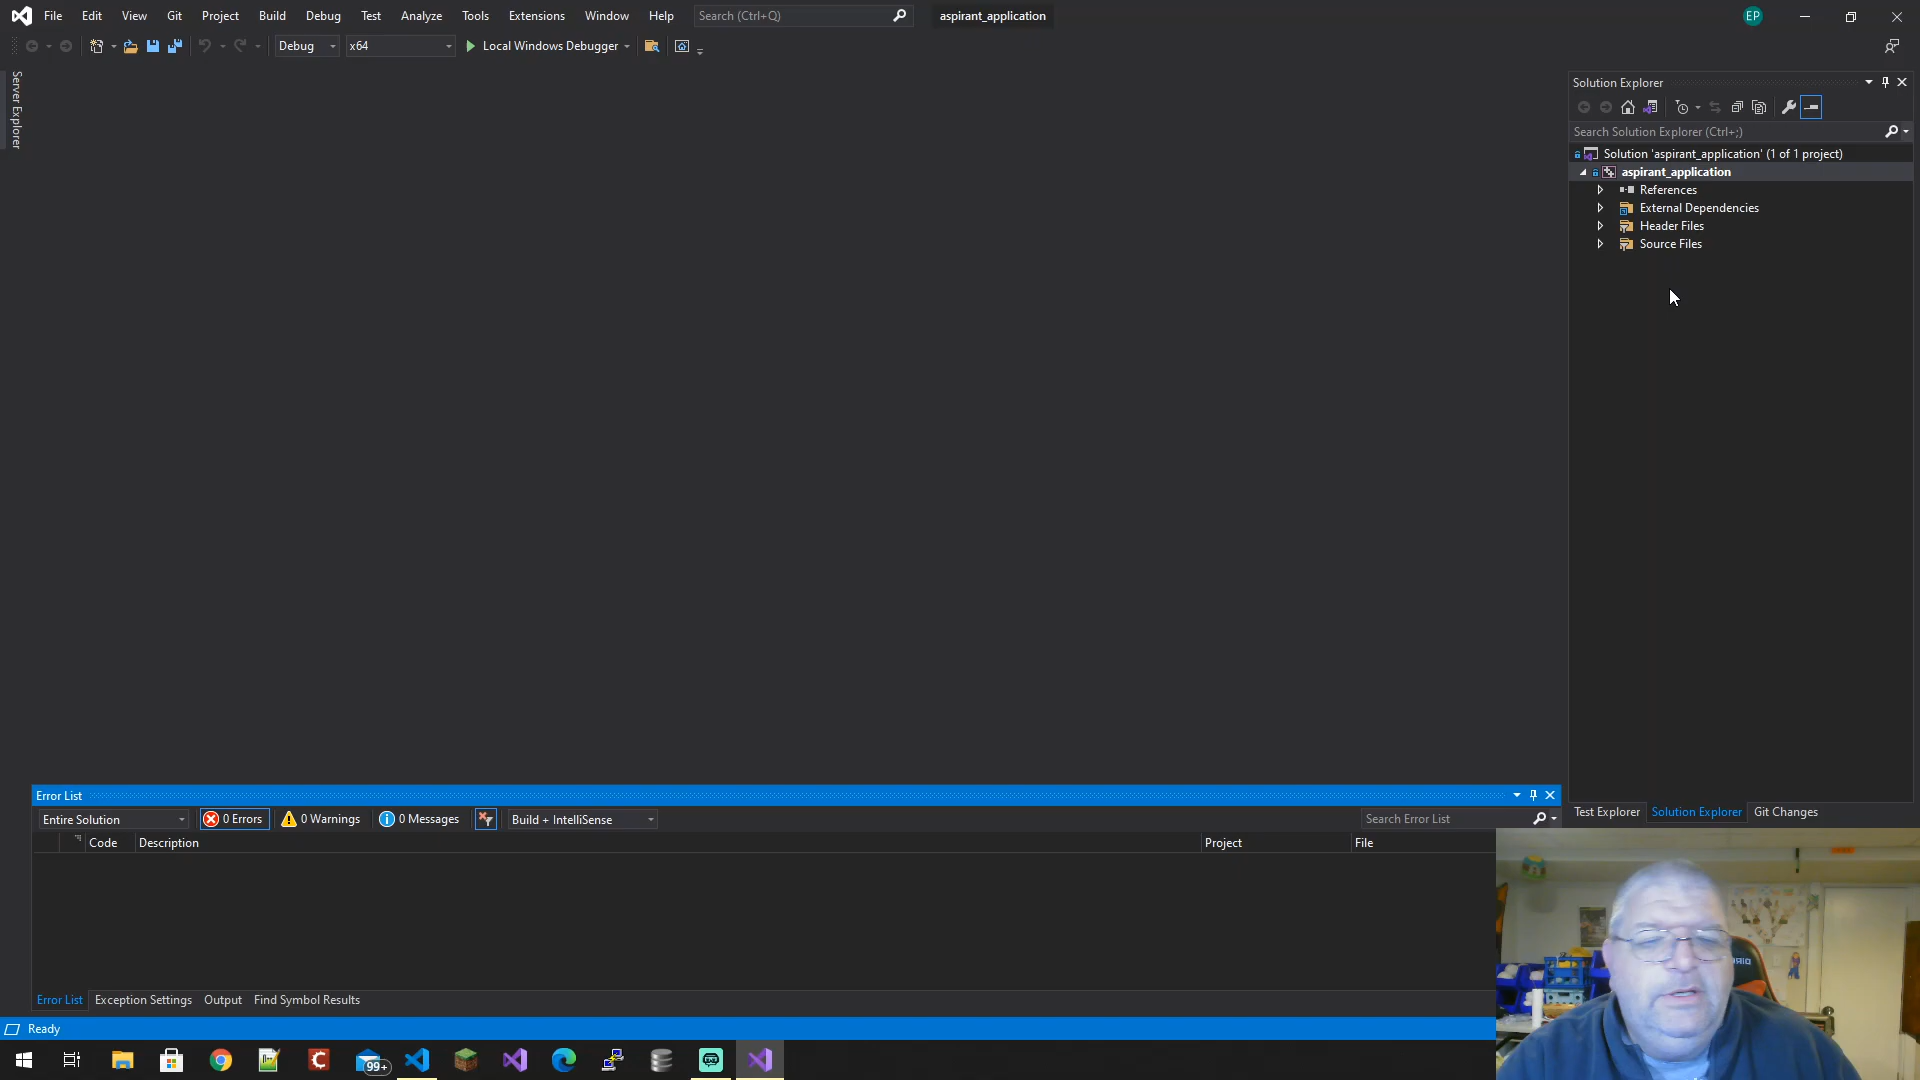 File Edit View Git Project Build Debug Test Analyze Tools Extensions Window Help Search (Ctrl+Q) aspirant_application EP
Debug x64 Local Windows Debugger
Server Explorer
Solution Explorer
Search Solution Explorer (Ctrl+;)
Solution 'aspirant_application' (1 of 1 project)
aspirant_application
References
External Dependencies
Header Files
Source Files
Error List
Entire Solution 0 Errors 0 Warnings 0 Messages Build + IntelliSense Search Error List
Code Description Project File
Test Explorer Solution Explorer Git Changes
Error List Exception Settings Output Find Symbol Results
Ready
99+